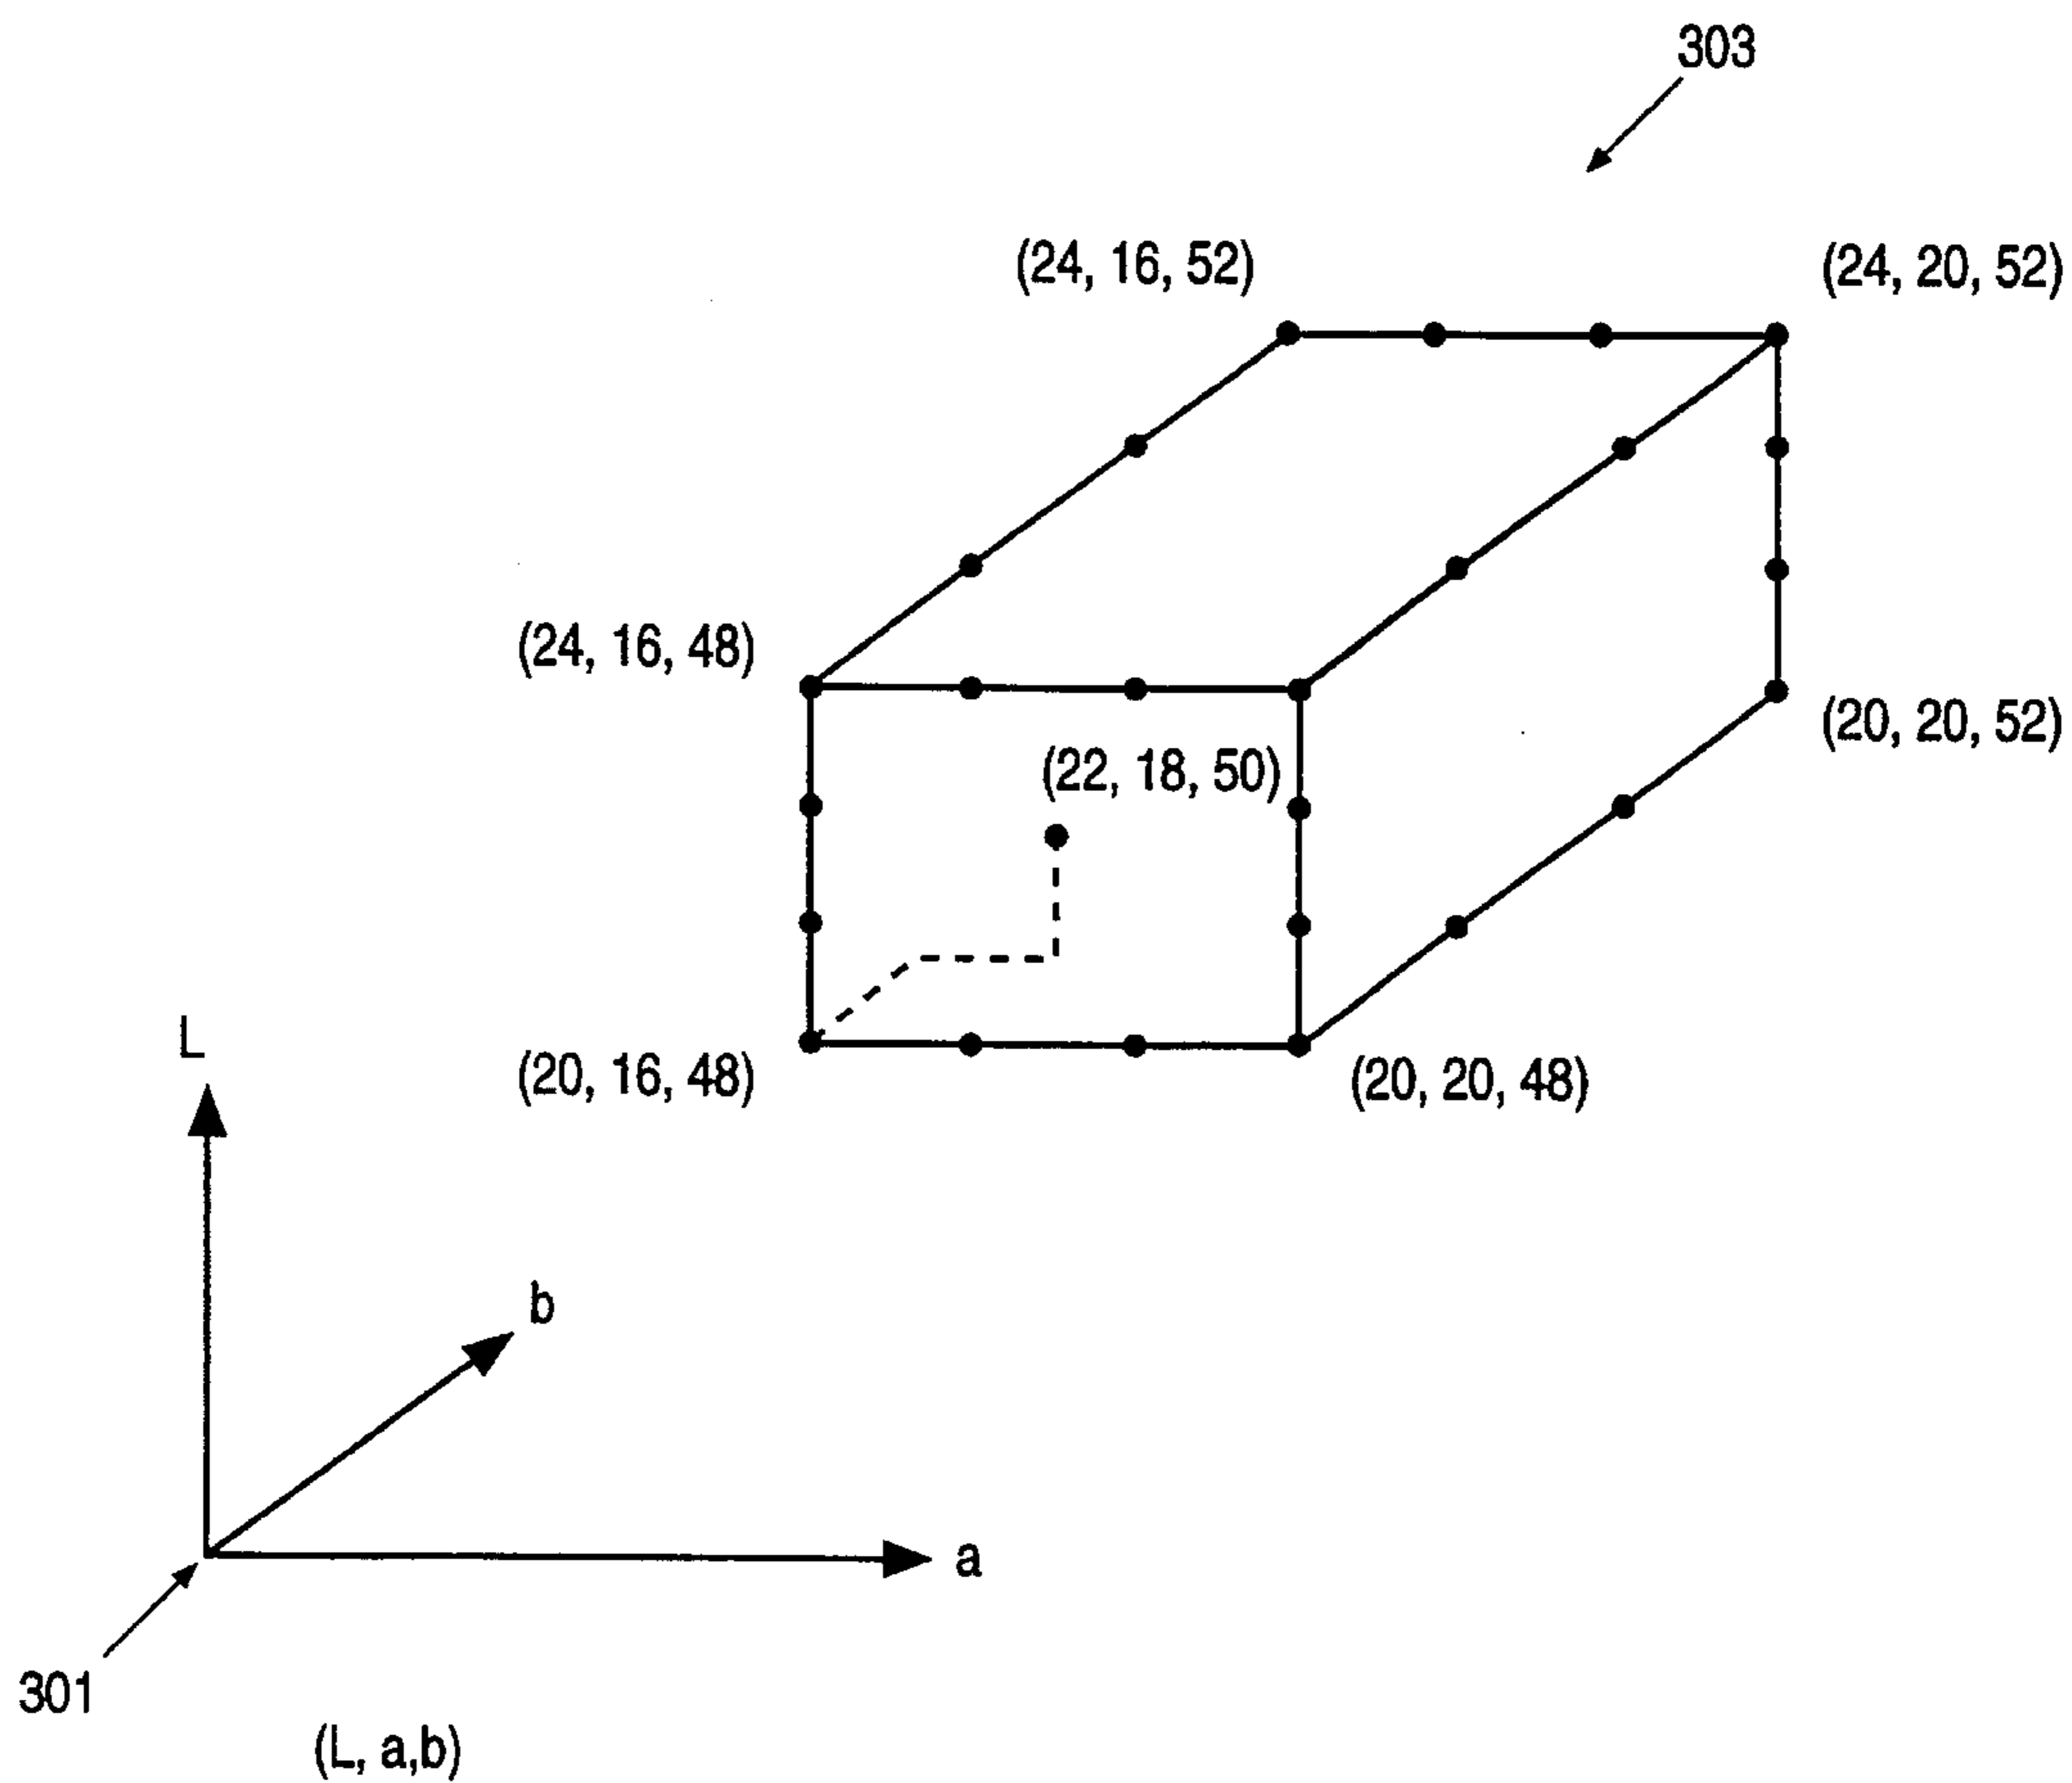 303
(24, 16, 52)
(24, 20, 52)
(24, 16, 48)
(20, 20, 52)
(22, 18, 50)
L
(20, 16, 48)
(20, 20, 48)
b
a
301
(L, a,b)